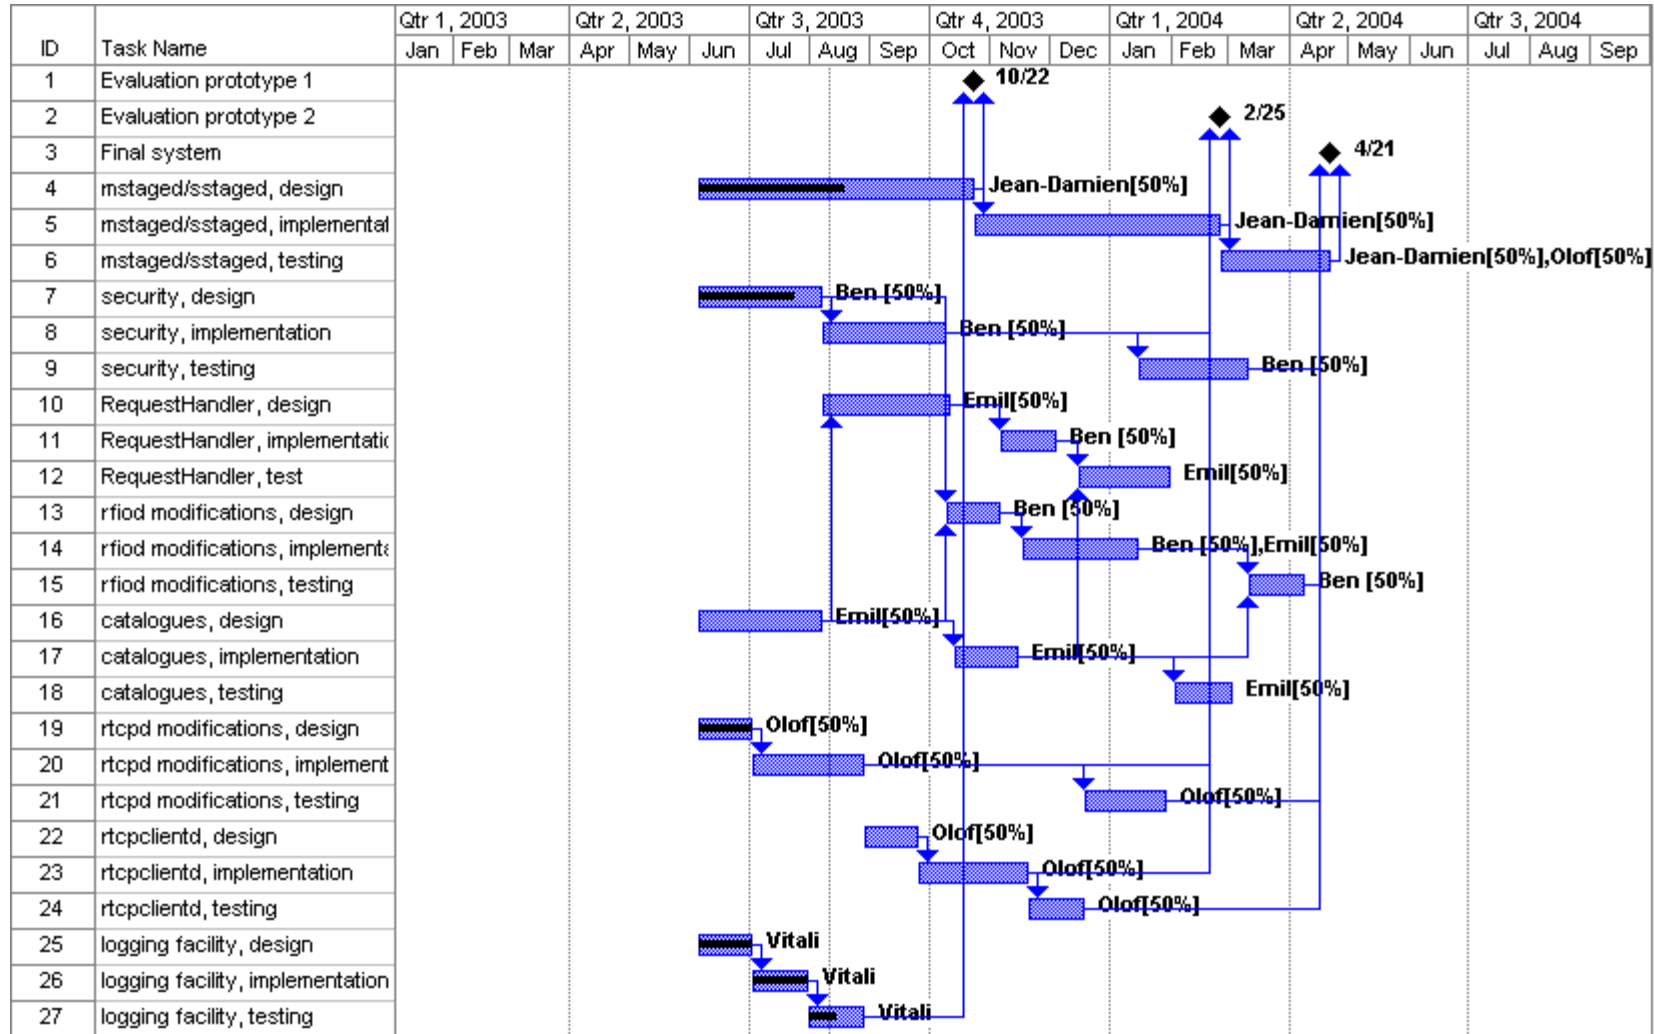 Qtr 1, 2003 Qtr 2, 2003 Qtr 3, 2003 Qtr 4, 2003 Qtr 1, 2004 Qtr 2, 2004 Qtr 3, 2004
ID Task Name Jan Feb Mar Apr May Jun Jul Aug Sep Oct Nov Dec Jan Feb Mar Apr May Jun Jul Aug Sep
1 Evaluation prototype 1 10/22
2 Evaluation prototype 2 2/25
3 Final system 4/21
4 mstaged/sstaged, design Jean-Damien[50%]
5 mstaged/sstaged, implementat Jean-Damien[50%]
6 mstaged/sstaged, testing Jean-Damien[50%],Olof[50%]
7 security, design Ben [50%]
8 security, implementation Ben [50%]
9 security, testing Ben [50%]
10 RequestHandler, design Emil[50%]
11 RequestHandler, implementatic Ben [50%]
12 RequestHandler, test Emil[50%]
13 rfiod modifications, design Ben [50%]
14 rfiod modifications, implementa Ben [50%],Emil[50%]
15 rfiod modifications, testing Ben [50%]
16 catalogues, design Emil[50%]
17 catalogues, implementation Emil[50%]
18 catalogues, testing Emil[50%]
19 rtcpd modifications, design Olof[50%]
20 rtcpd modifications, implement Olof[50%]
21 rtcpd modifications, testing Olof[50%]
22 rtcpclientd, design Olof[50%]
23 rtcpclientd, implementation Olof[50%]
24 rtcpclientd, testing Olof[50%]
25 logging facility, design Vitali
26 logging facility, implementation Vitali
27 logging facility, testing Vitali